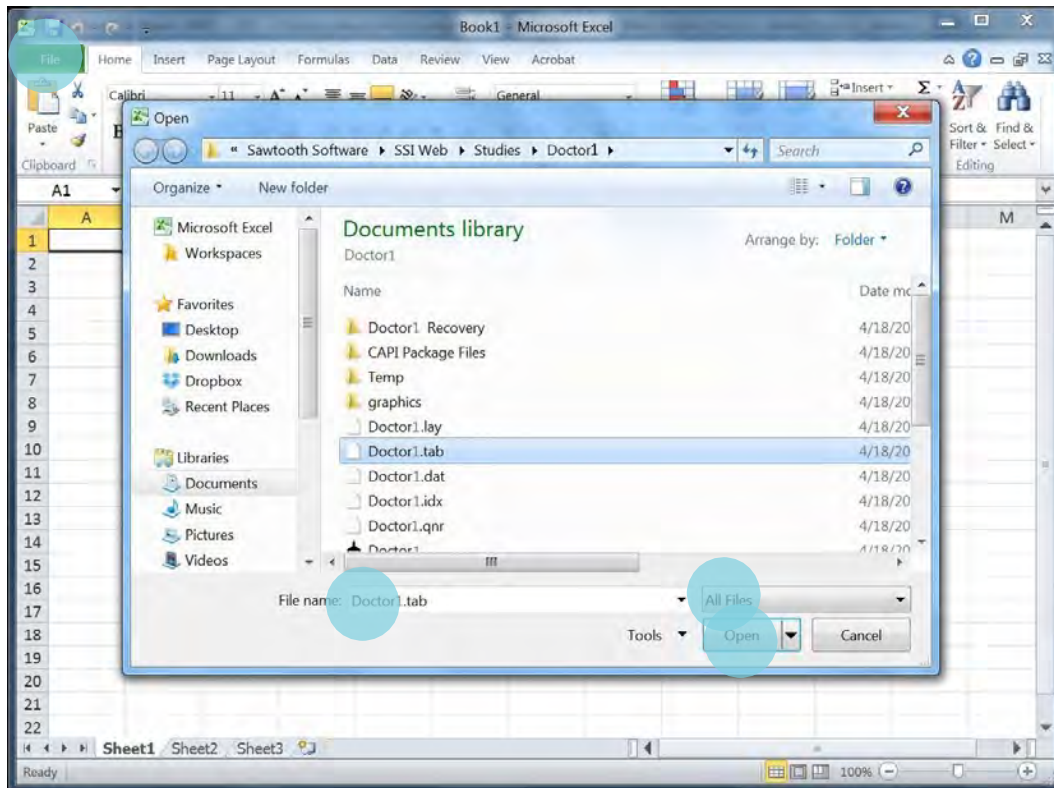 Book1 - Microsoft Excel
File Home Insert Page Layout Formulas Data Review View Acrobat
Calibri 11 A General Insert Σ
Paste
Sort & Find &
Filter Select
Clipboard
Editing
Open
« Sawtooth Software SSI Web Studies Doctor1 Search
A1
Organize New folder
A M
Microsoft Excel
Workspaces
Favorites
Desktop
Downloads
Dropbox
Recent Places
Libraries
Documents
Music
Pictures
Videos
Documents library
Doctor1
Arrange by: Folder
Name Date mo
Doctor1 Recovery 4/18/20
CAPI Package Files 4/18/20
Temp 4/18/20
graphics 4/18/20
Doctor1.lay 4/18/20
Doctor1.tab 4/18/20
Doctor1.dat 4/18/20
Doctor1.idx 4/18/20
Doctor1.qnr 4/18/20
Doctor1 4/18/20
File name: Doctor1.tab All Files
Tools Open Cancel
1
2
3
4
5
6
7
8
9
10
11
12
13
14
15
16
17
18
19
20
21
22
Sheet1 Sheet2 Sheet3
Ready 100%